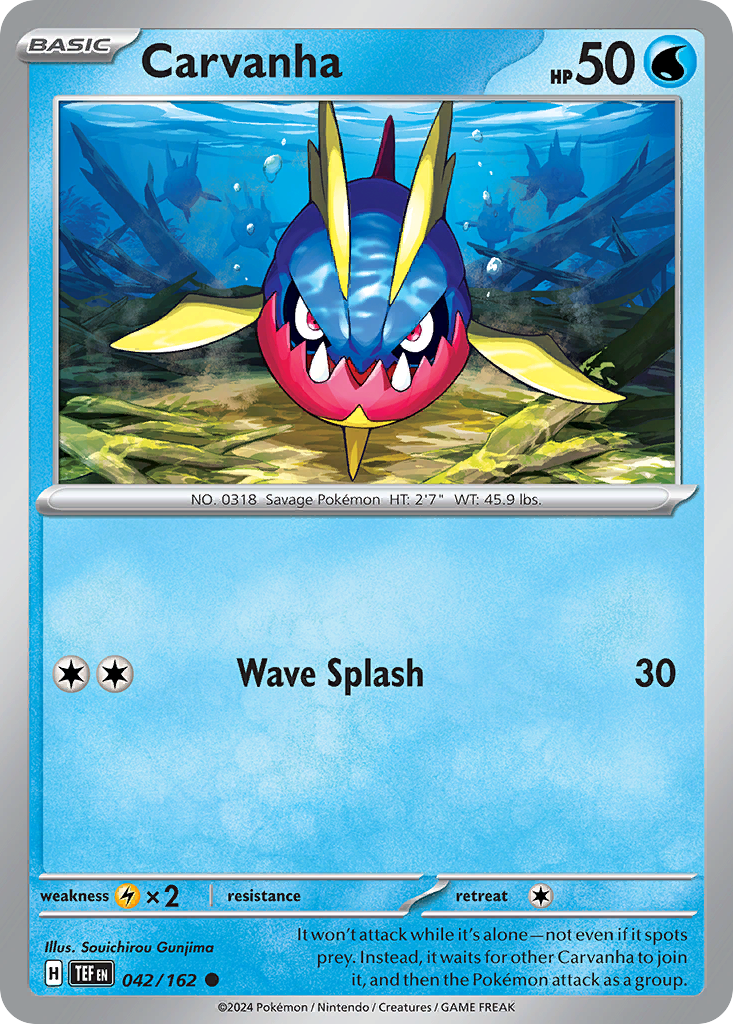 BASIC
Carvanha
HP 50
NO. 0318 Savage Pokémon HT: 2'7" WT: 45.9 lbs.
Wave Splash 30
weakness ×2 resistance retreat
Illus. Souichirou Gunjima
It won't attack while it's alone—not even if it spots
prey. Instead, it waits for other Carvanha to join
it, and then the Pokémon attack as a group.
H TEF EN 042/162
©2024 Pokémon / Nintendo / Creatures / GAME FREAK